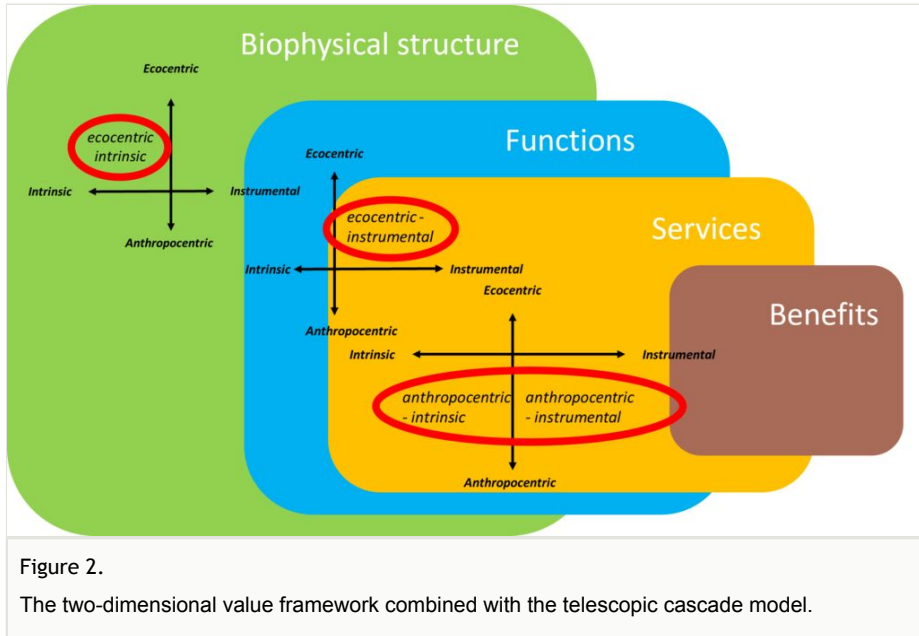 Biophysical structure
Ecocentric
ecocentric
intrinsic
Intrinsic
Instrumental
Anthropocentric
Functions
Ecocentric
ecocentric -
instrumental
Intrinsic
Instrumental
Anthropocentric
Services
Ecocentric
Intrinsic
Instrumental
anthropocentric
- intrinsic
anthropocentric
- instrumental
Anthropocentric
Benefits
Figure 2.
The two-dimensional value framework combined with the telescopic cascade model.